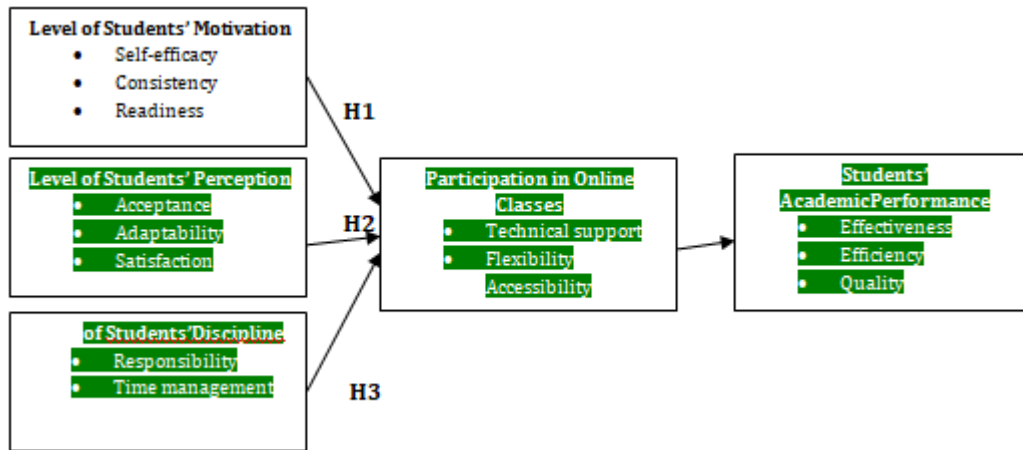 Level of Students' Motivation
• Self-efficacy
• Consistency
• Readiness
H1
Level of Students' Perception
• Acceptance
• Adaptability
• Satisfaction
H2
of Students'Discipline
• Responsibility
• Time management
H3
Participation in Online
Classes
• Technical support
• Flexibility
Accessibility
Students'
AcademicPerformance
• Effectiveness
• Efficiency
• Quality